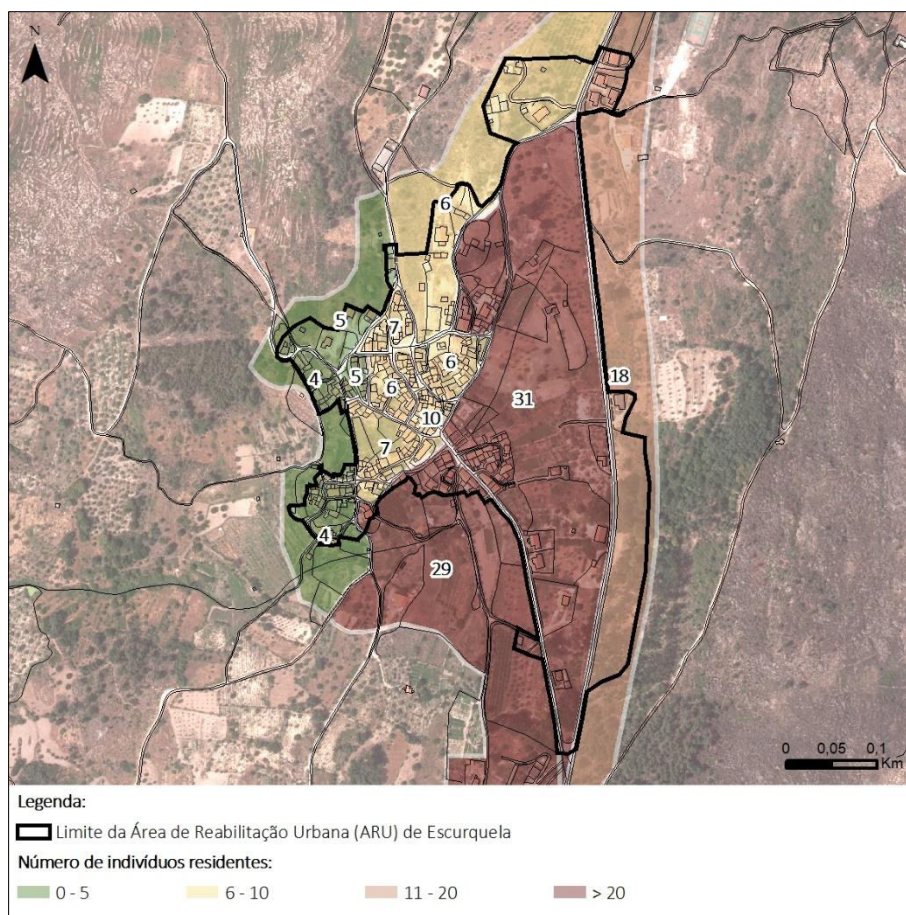 N
6
5
7
4
5
6
6
18
31
10
7
4
29
0 0,05 0,1
Km
Legenda:
Limite da Área de Reabilitação Urbana (ARU) de Escurquela
Número de indivíduos residentes:
0 - 5 6 - 10 11 - 20 > 20